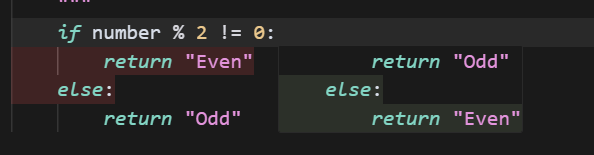 """
if number % 2 != 0:
return "Even" return "Odd"
else: else:
return "Odd" return "Even"